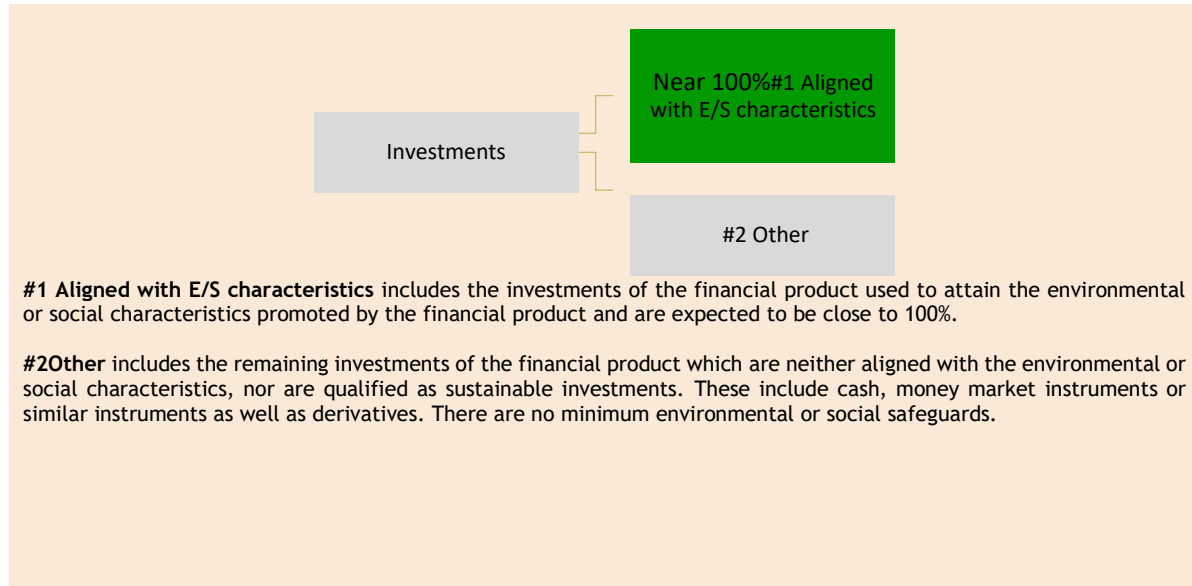 Near 100%#1 Aligned
with E/S characteristics
Investments
#2 Other
#1 Aligned with E/S characteristics includes the investments of the financial product used to attain the environmental
or social characteristics promoted by the financial product and are expected to be close to 100%.
#2Other includes the remaining investments of the financial product which are neither aligned with the environmental or
social characteristics, nor are qualified as sustainable investments. These include cash, money market instruments or
similar instruments as well as derivatives. There are no minimum environmental or social safeguards.